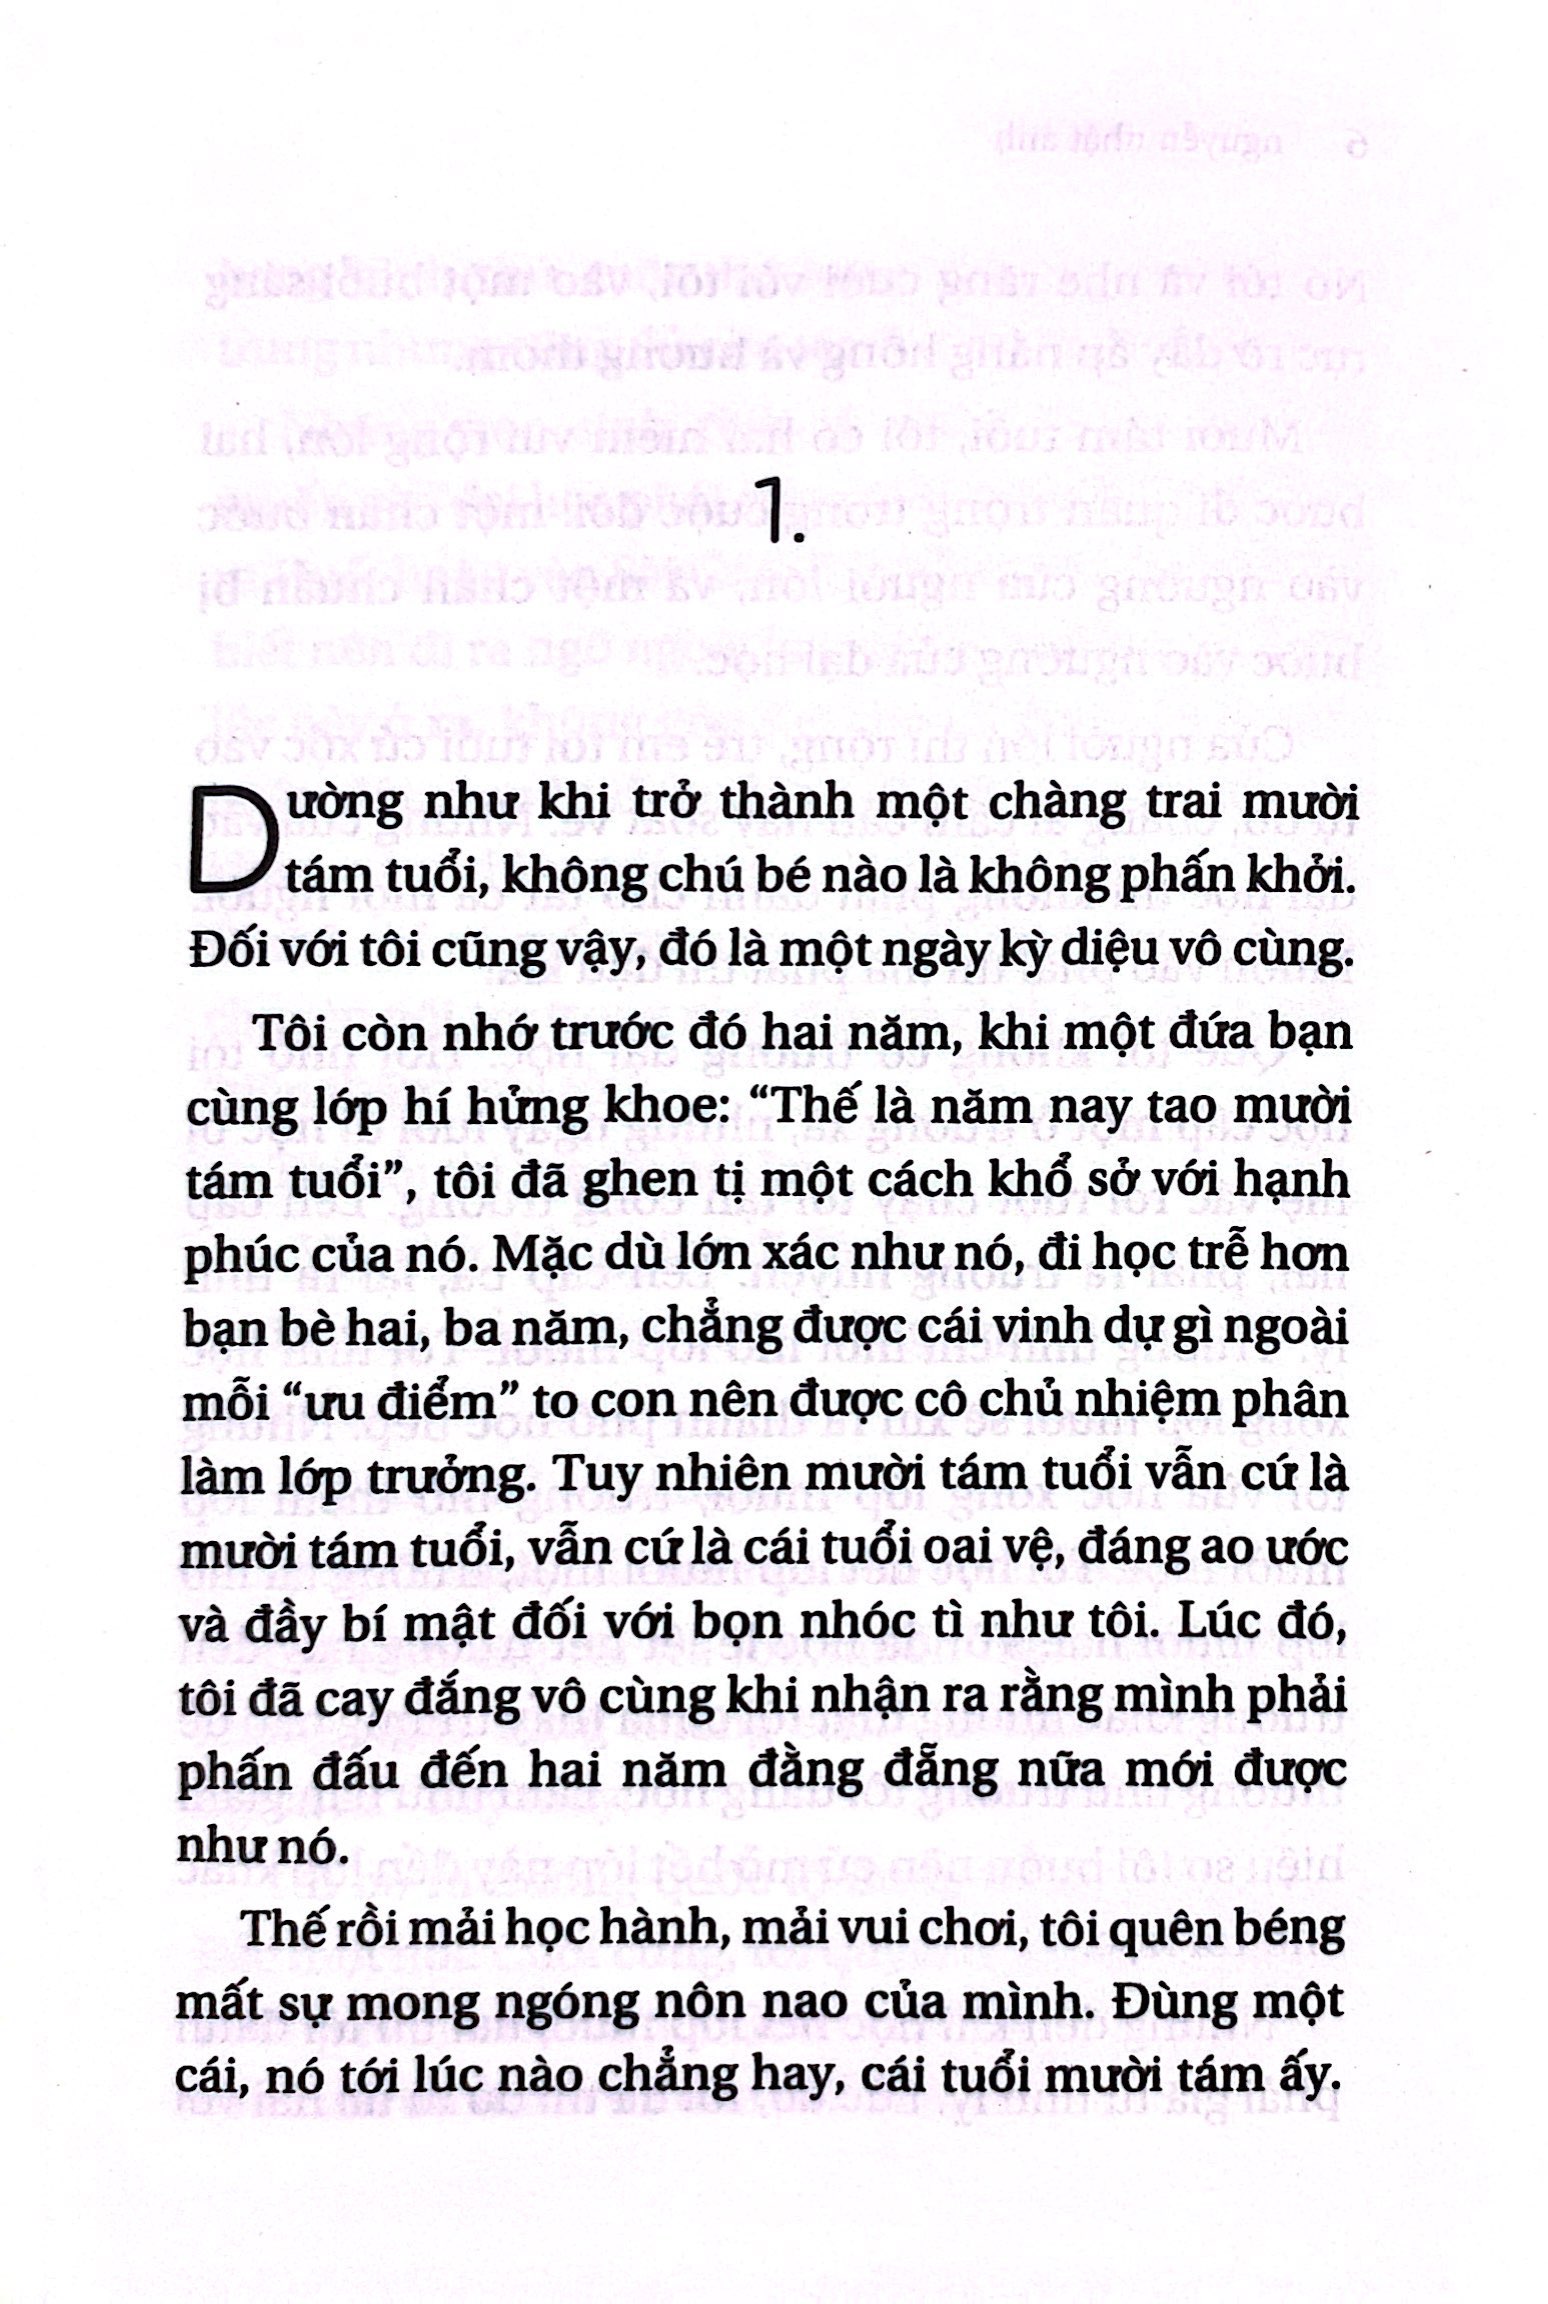 1.
Dường như khi trở thành một chàng trai mười
tám tuổi, không chú bé nào là không phấn khởi.
Đối với tôi cũng vậy, đó là một ngày kỳ diệu vô cùng.
Tôi còn nhớ trước đó hai năm, khi một đứa bạn
cùng lớp hí hửng khoe: “Thế là năm nay tao mười
tám tuổi”, tôi đã ghen tị một cách khổ sở với hạnh
phúc của nó. Mặc dù lớn xác như nó, đi học trễ hơn
bạn bè hai, ba năm, chẳng được cái vinh dự gì ngoài
mỗi “ưu điểm” to con nên được cô chủ nhiệm phân
làm lớp trưởng. Tuy nhiên mười tám tuổi vẫn cứ là
mười tám tuổi, vẫn cứ là cái tuổi oai vệ, đáng ao ước
và đầy bí mật đối với bọn nhóc tì như tôi. Lúc đó,
tôi đã cay đắng vô cùng khi nhận ra rằng mình phải
phấn đấu đến hai năm đằng đẵng nữa mới được
như nó.
Thế rồi mải học hành, mải vui chơi, tôi quên béng
mất sự mong ngóng nôn nao của mình. Đùng một
cái, nó tới lúc nào chẳng hay, cái tuổi mười tám ấy.